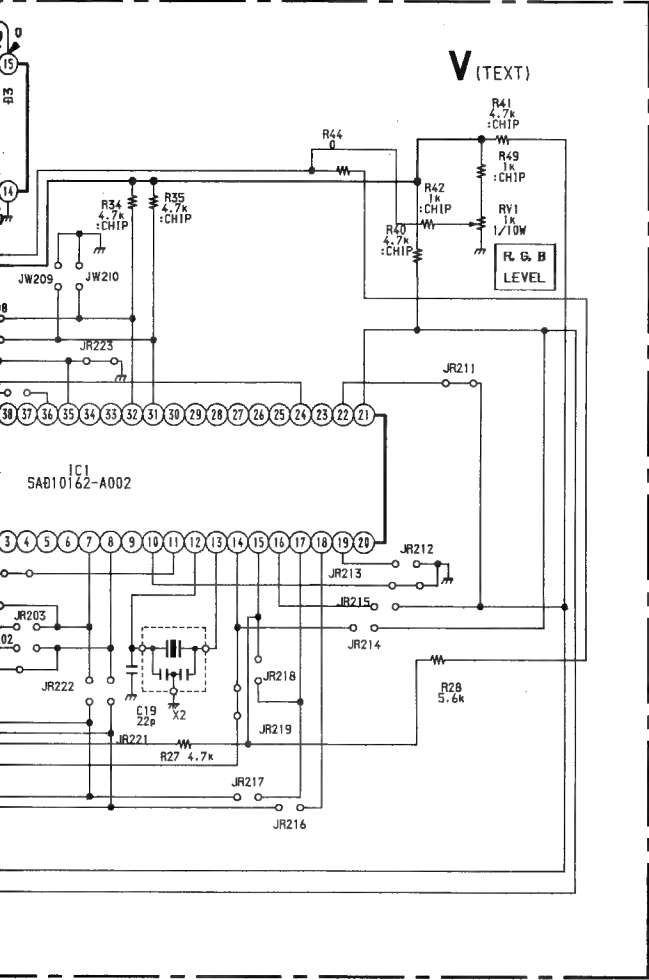 15
D3
14
V (TEXT)
R41
4.7k
:CHIP
R44
0
R49
1k
:CHIP
R42
1k
:CHIP
RV1
1k
1/10W
R34
4.7k
:CHIP
R35
4.7k
:CHIP
R40
4.7k
:CHIP
R. G. B
LEVEL
JW209
JW210
JR223
JR211
38 37 36 35 34 33 32 31 30 29 28 27 26 25 24 23 22 21
IC1
SAD10162-A002
3 4 5 6 7 8 9 10 11 12 13 14 15 16 17 18 19 20
JR212
JR213
JR215
JR203
02
JR214
JR218
JR222
C19
22p
X2
R28
5.6k
JR221
JR219
R27 4.7k
JR217
JR216